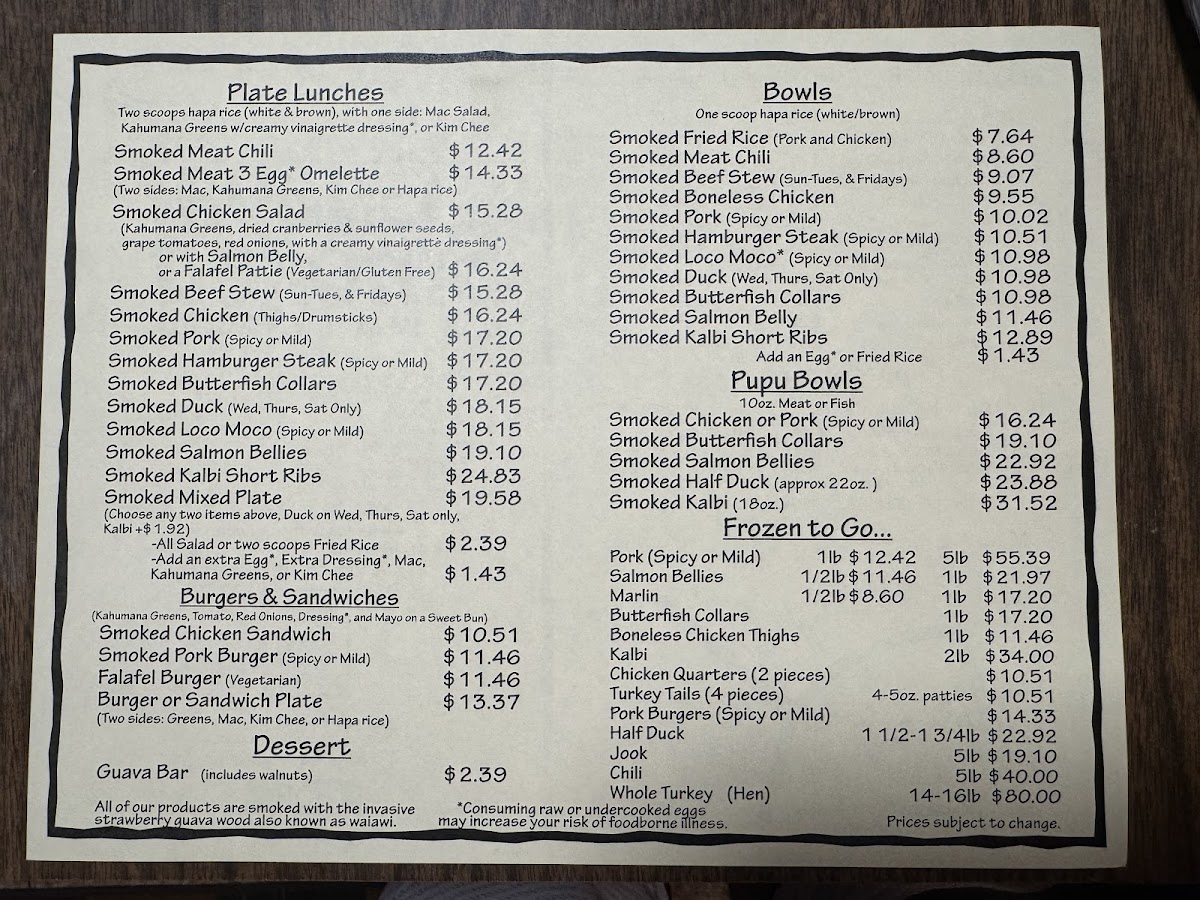 Plate Lunches
Two scoops hapa rice (white & brown), with one side: Mac Salad,
Kahumana Greens w/creamy vinaigrette dressing*, or Kim Chee
Smoked Meat Chili $12.42
Smoked Meat 3 Egg* Omelette $14.33
(Two sides: Mac, Kahumana Greens, Kim Chee or Hapa rice)
Smoked Chicken Salad $15.28
(Kahumana Greens, dried cranberries & sunflower seeds,
grape tomatoes, red onions, with a creamy vinaigrette dressing*)
or with Salmon Belly,
or a Falafel Pattie (Vegetarian/Gluten Free) $16.24
Smoked Beef Stew (Sun-Tues, & Fridays) $15.28
Smoked Chicken (Thighs/Drumsticks) $16.24
Smoked Pork (Spicy or Mild) $17.20
Smoked Hamburger Steak (Spicy or Mild) $17.20
Smoked Butterfish Collars $17.20
Smoked Duck (Wed, Thurs, Sat Only) $18.15
Smoked Loco Moco (Spicy or Mild) $18.15
Smoked Salmon Bellies $19.10
Smoked Kalbi Short Ribs $24.83
Smoked Mixed Plate $19.58
(Choose any two items above, Duck on Wed, Thurs, Sat only,
Kalbi +$1.92)
-All Salad or two scoops Fried Rice $2.39
-Add an extra Egg*, Extra Dressing*, Mac,
Kahumana Greens, or Kim Chee $1.43
Burgers & Sandwiches
(Kahumana Greens, Tomato, Red Onions, Dressing*, and Mayo on a Sweet Bun)
Smoked Chicken Sandwich $10.51
Smoked Pork Burger (Spicy or Mild) $11.46
Falafel Burger (Vegetarian) $11.46
Burger or Sandwich Plate $13.37
(Two sides: Greens, Mac, Kim Chee, or Hapa rice)
Dessert
Guava Bar (includes walnuts) $2.39
All of our products are smoked with the invasive
strawberry guava wood also known as waiawi.
*Consuming raw or undercooked eggs
may increase your risk of foodborne illness.
Bowls
One scoop hapa rice (white/brown)
Smoked Fried Rice (Pork and Chicken) $7.64
Smoked Meat Chili $8.60
Smoked Beef Stew (Sun-Tues, & Fridays) $9.07
Smoked Boneless Chicken $9.55
Smoked Pork (Spicy or Mild) $10.02
Smoked Hamburger Steak (Spicy or Mild) $10.51
Smoked Loco Moco* (Spicy or Mild) $10.98
Smoked Duck (Wed, Thurs, Sat Only) $10.98
Smoked Butterfish Collars $10.98
Smoked Salmon Belly $11.46
Smoked Kalbi Short Ribs $12.89
Add an Egg* or Fried Rice $1.43
Pupu Bowls
10oz. Meat or Fish
Smoked Chicken or Pork (Spicy or Mild) $16.24
Smoked Butterfish Collars $19.10
Smoked Salmon Bellies $22.92
Smoked Half Duck (approx 22oz. ) $23.88
Smoked Kalbi (18oz.) $31.52
Frozen to Go...
Pork (Spicy or Mild) 1lb $12.42 5lb $55.39
Salmon Bellies 1/2lb $11.46 1lb $21.97
Marlin 1/2lb $8.60 1lb $17.20
Butterfish Collars 1lb $17.20
Boneless Chicken Thighs 1lb $11.46
Kalbi 2lb $34.00
Chicken Quarters (2 pieces) $10.51
Turkey Tails (4 pieces) 4-5oz. patties $10.51
Pork Burgers (Spicy or Mild) $14.33
Half Duck 1 1/2-1 3/4lb $22.92
Jook 5lb $19.10
Chili 5lb $40.00
Whole Turkey (Hen) 14-16lb $80.00
Prices subject to change.